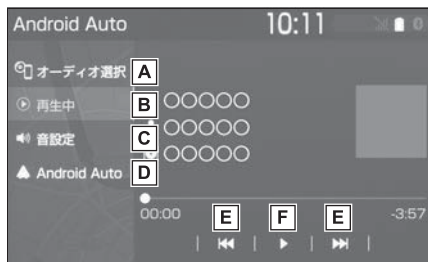 Android Auto 10:11 0
オーディオ選択 A
再生中 B ○○○○○
音設定 C ○○○○○
○○○○○
Android Auto D
00:00 E F E -3:57